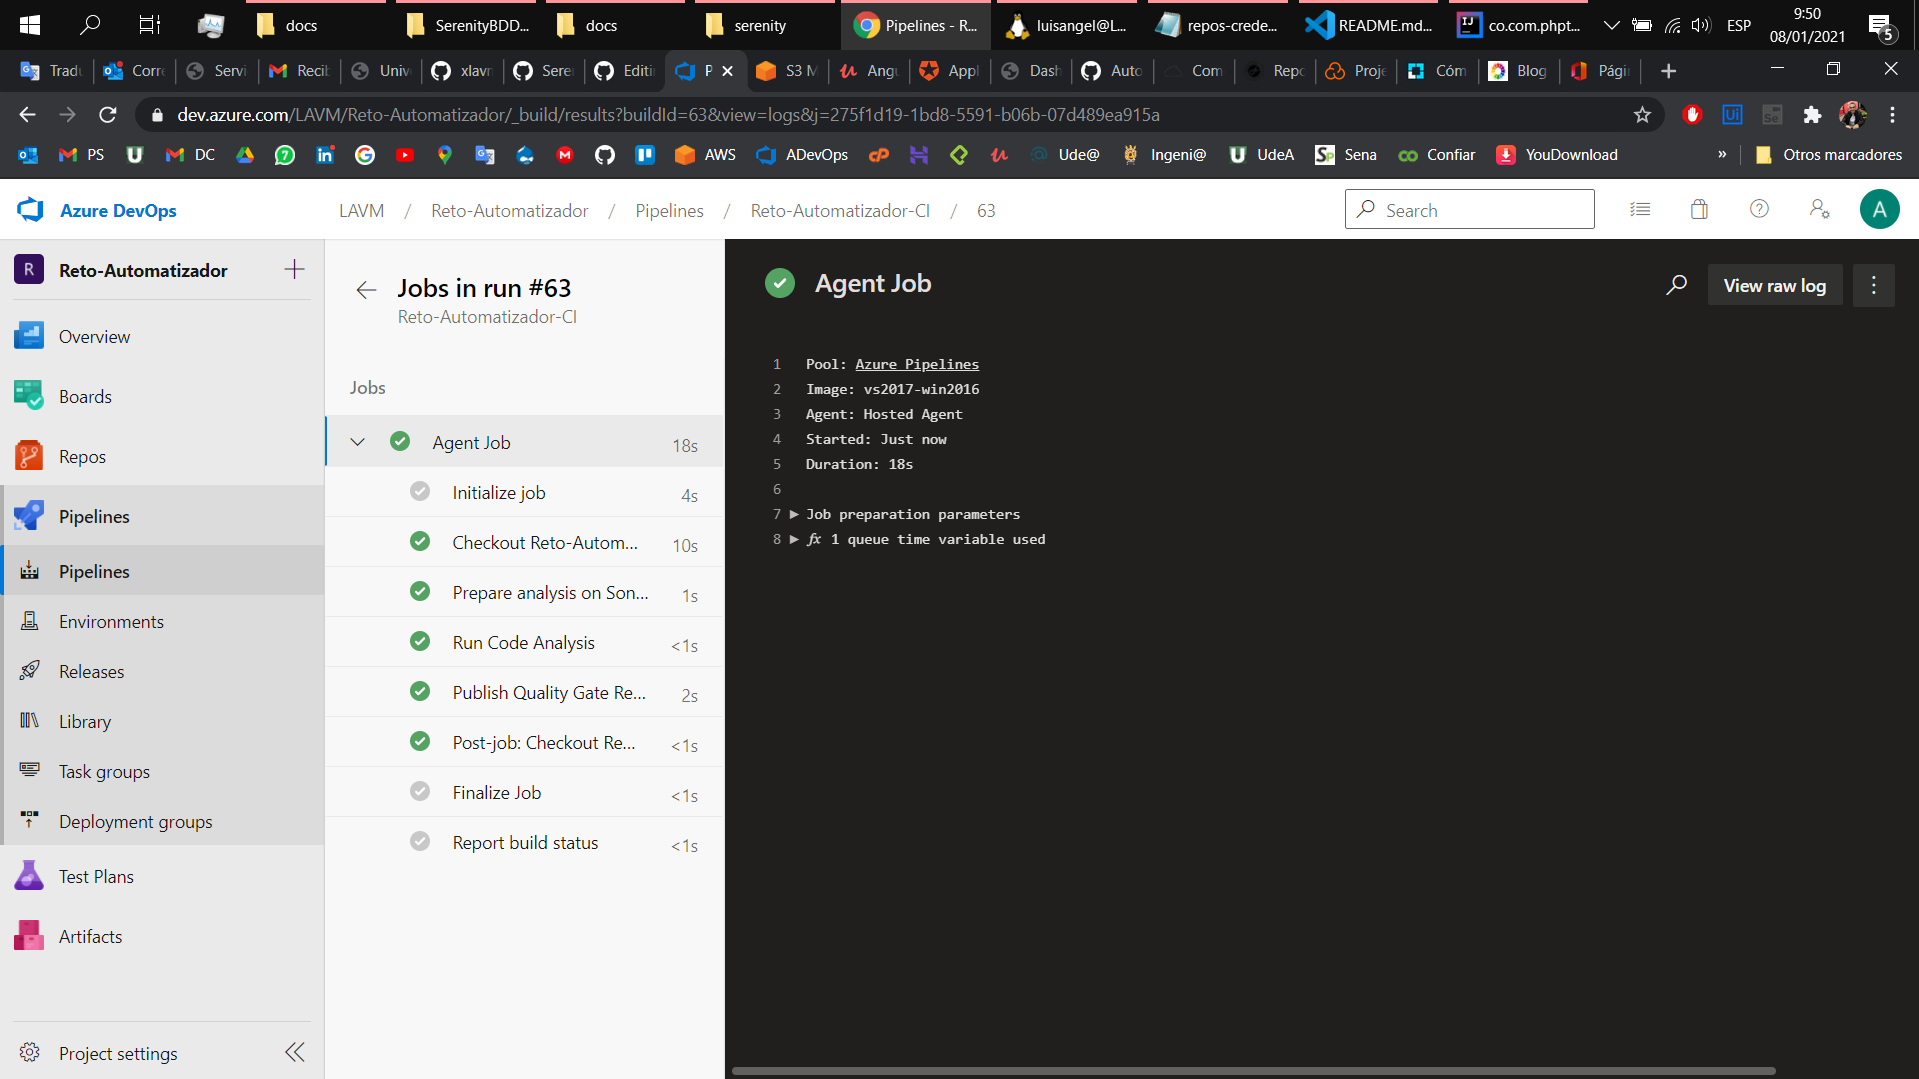 docs
SerenityBDD...
docs
serenity
Pipelines - R...
luisangel@L...
repos-crede...
README.md...
co.com.phpt...
ESP
9:50
08/01/2021
5
Tradu
Corre
Servi
Recib
Unive
xlavm
Seren
Editin
P
S3 M
Angu
Appl
Dash
Auto
Com
Repo
Proje
Cóm
Blog
Págin
dev.azure.com/LAVM/Reto-Automatizador/_build/results?buildId=63&view=logs&j=275f1d19-1bd8-5591-b06b-07d489ea915a
PS
DC
AWS
ADevOps
Ude@
Ingeni@
UdeA
Sena
Confiar
YouDownload
»
Otros marcadores
Azure DevOps
LAVM / Reto-Automatizador / Pipelines / Reto-Automatizador-CI / 63
Search
A
R Reto-Automatizador
Overview
Boards
Repos
Pipelines
Pipelines
Environments
Releases
Library
Task groups
Deployment groups
Test Plans
Artifacts
Project settings
Jobs in run #63
Reto-Automatizador-CI
Jobs
Agent Job 18s
Initialize job 4s
Checkout Reto-Autom... 10s
Prepare analysis on Son... 1s
Run Code Analysis <1s
Publish Quality Gate Re... 2s
Post-job: Checkout Re... <1s
Finalize Job <1s
Report build status <1s
Agent Job
View raw log
1 Pool: Azure Pipelines
2 Image: vs2017-win2016
3 Agent: Hosted Agent
4 Started: Just now
5 Duration: 18s
6
7 Job preparation parameters
8 fx 1 queue time variable used